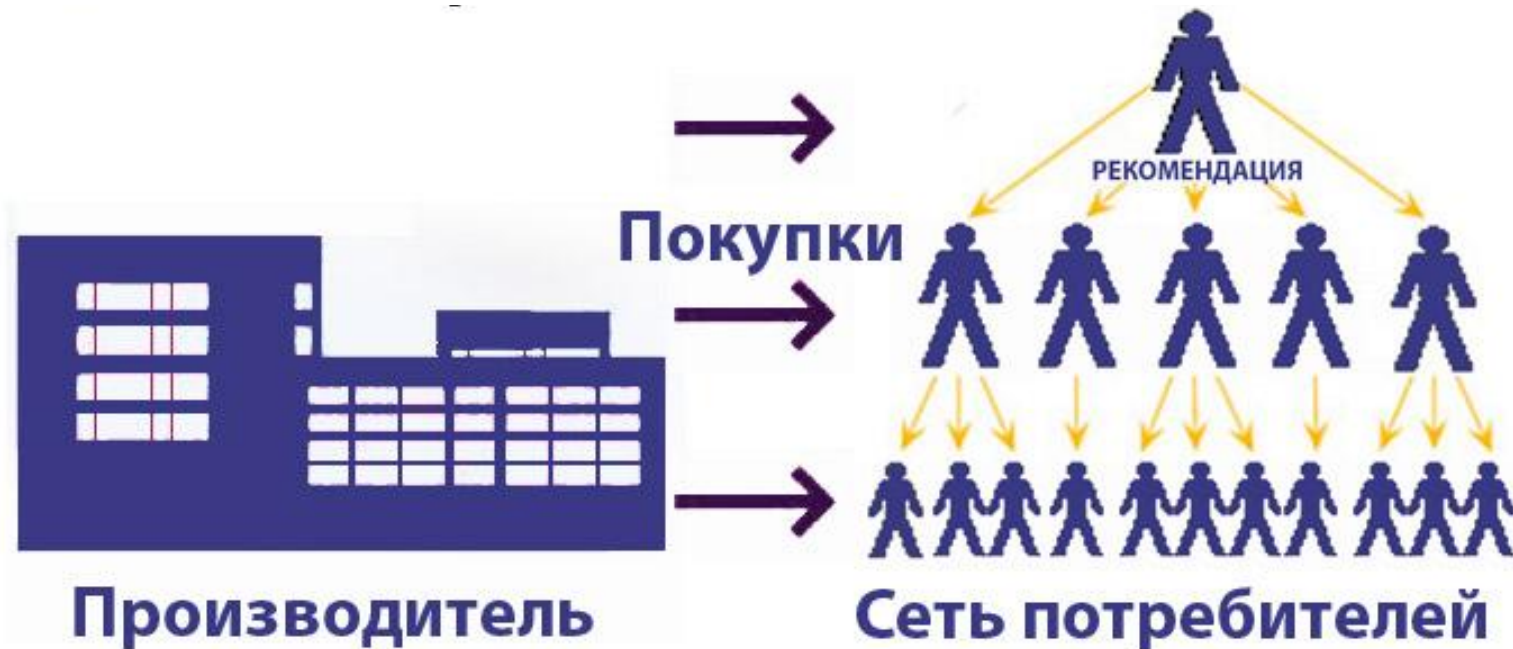 РЕКОМЕНДАЦИЯ
Покупки
Производитель
Сеть потребителей